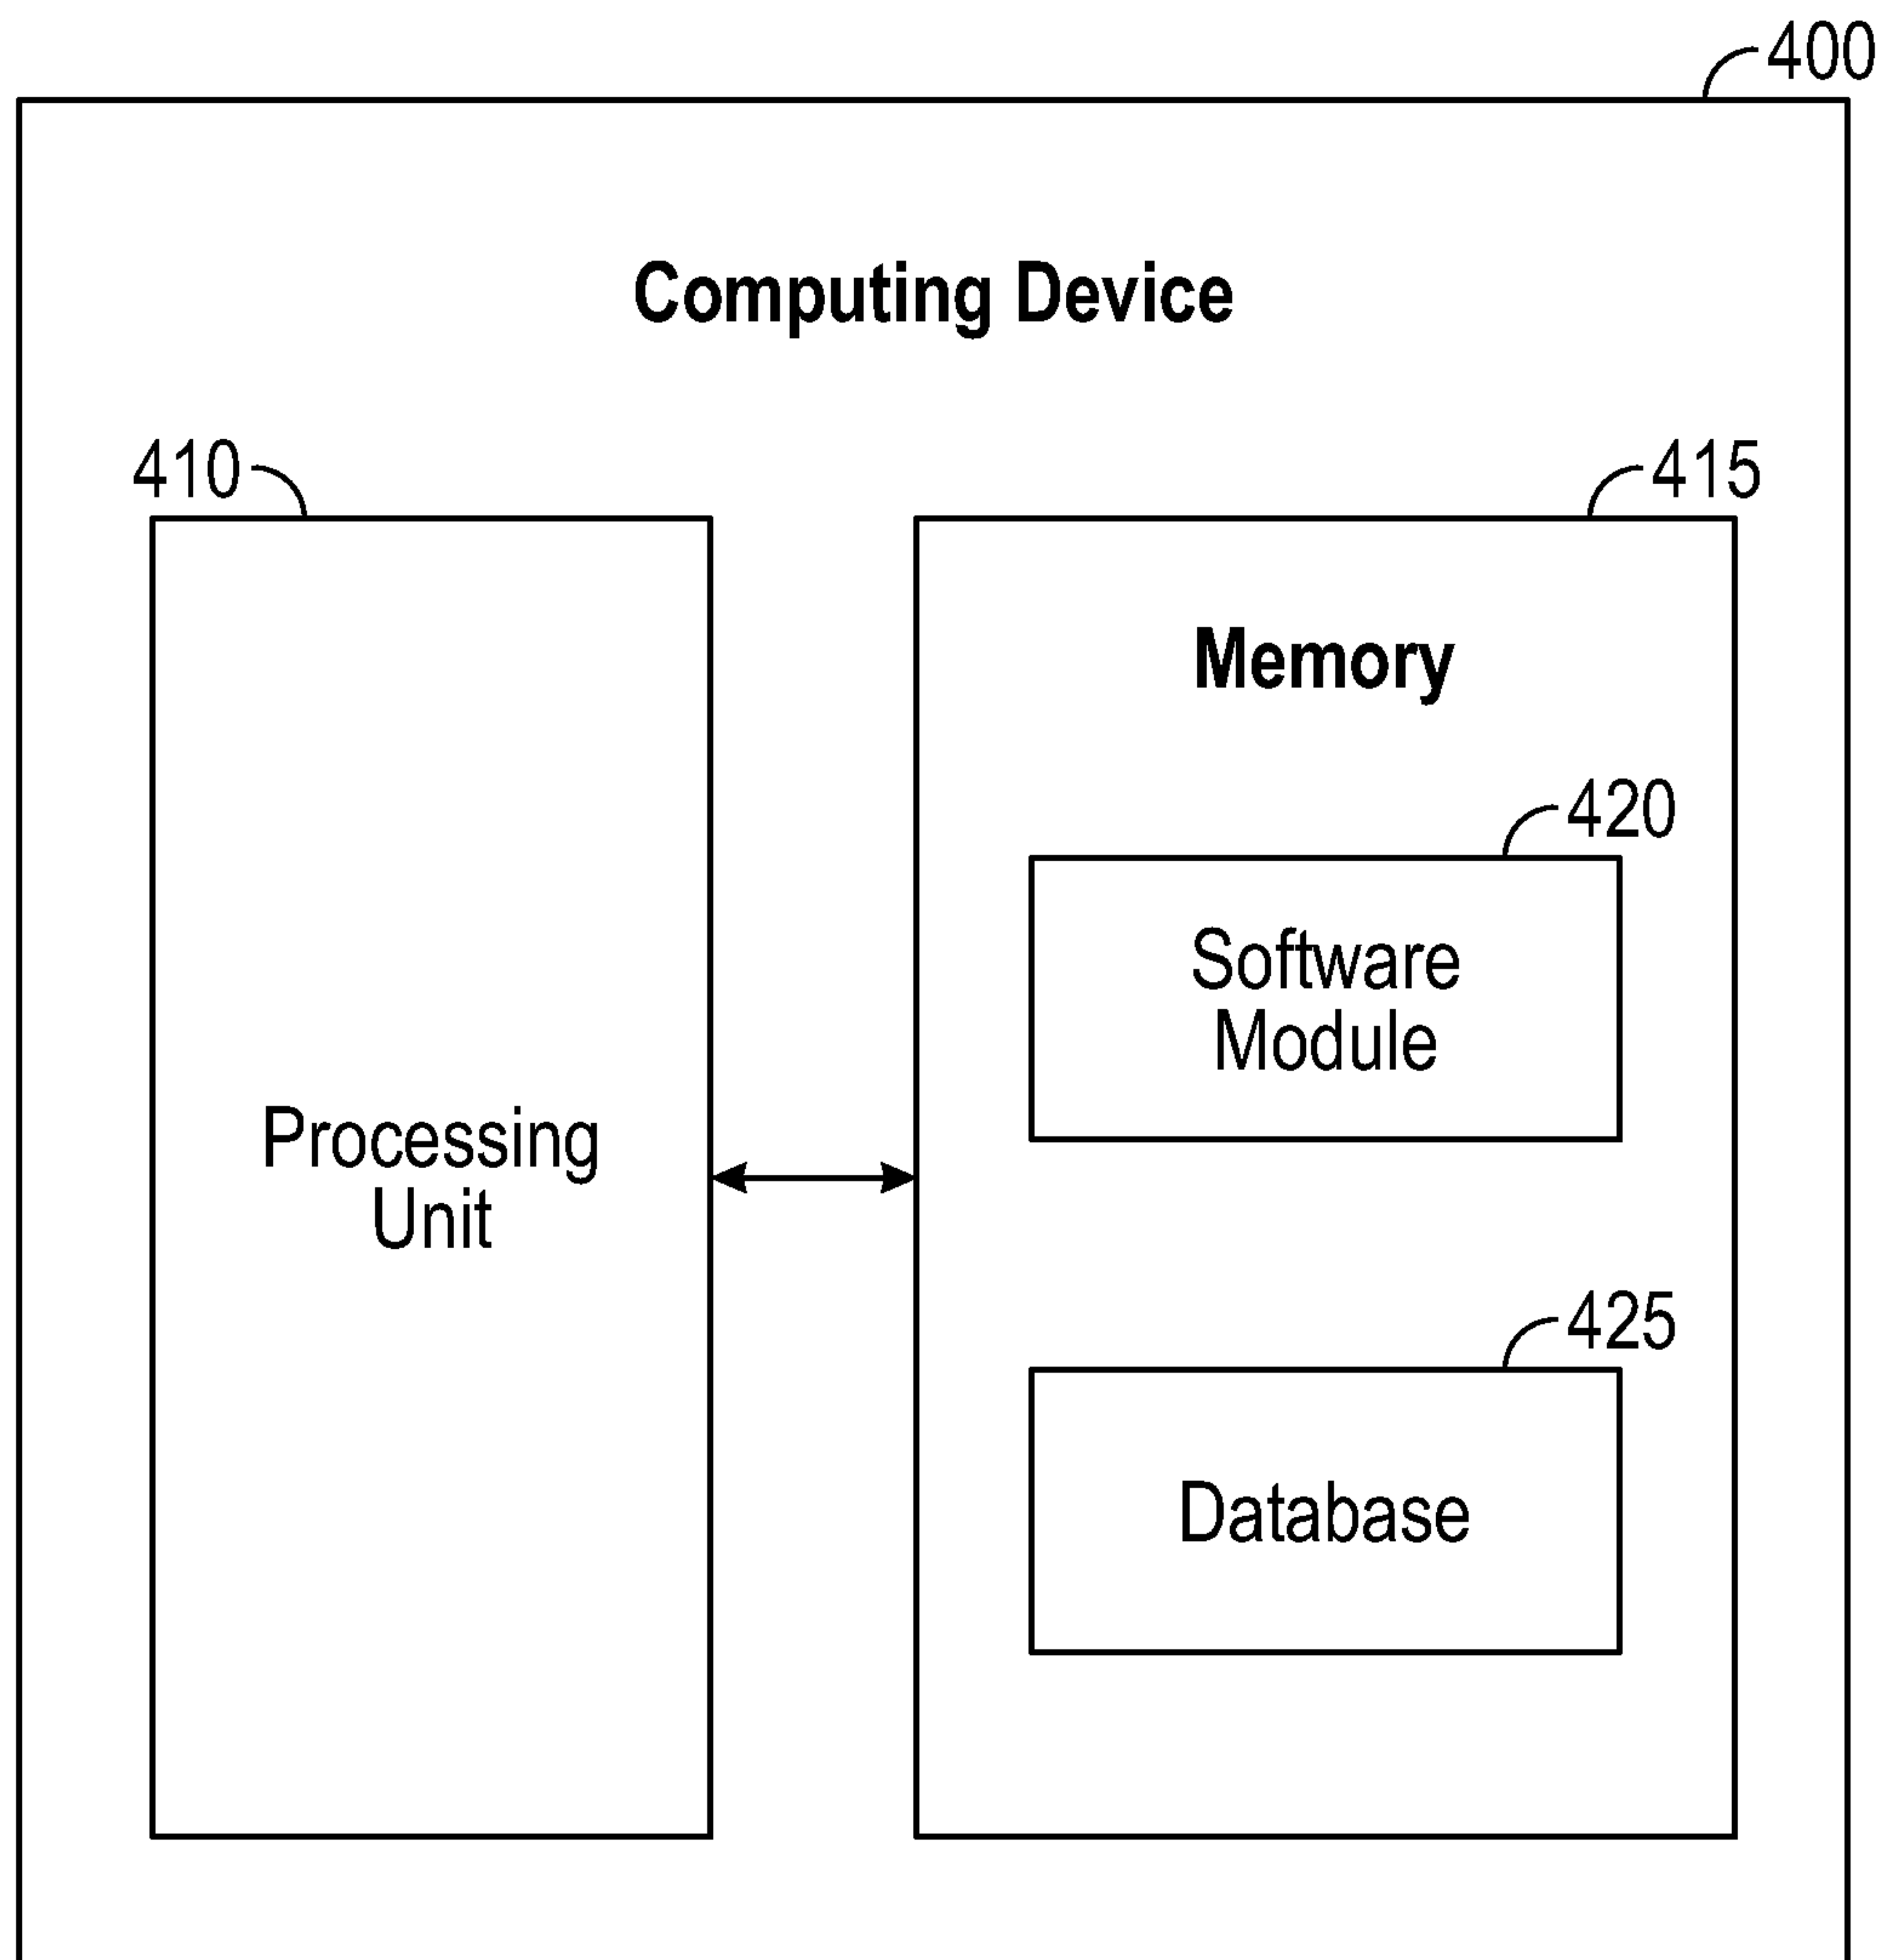 400
Computing Device
410
415
Memory
420
Software
Module
Processing
Unit
425
Database